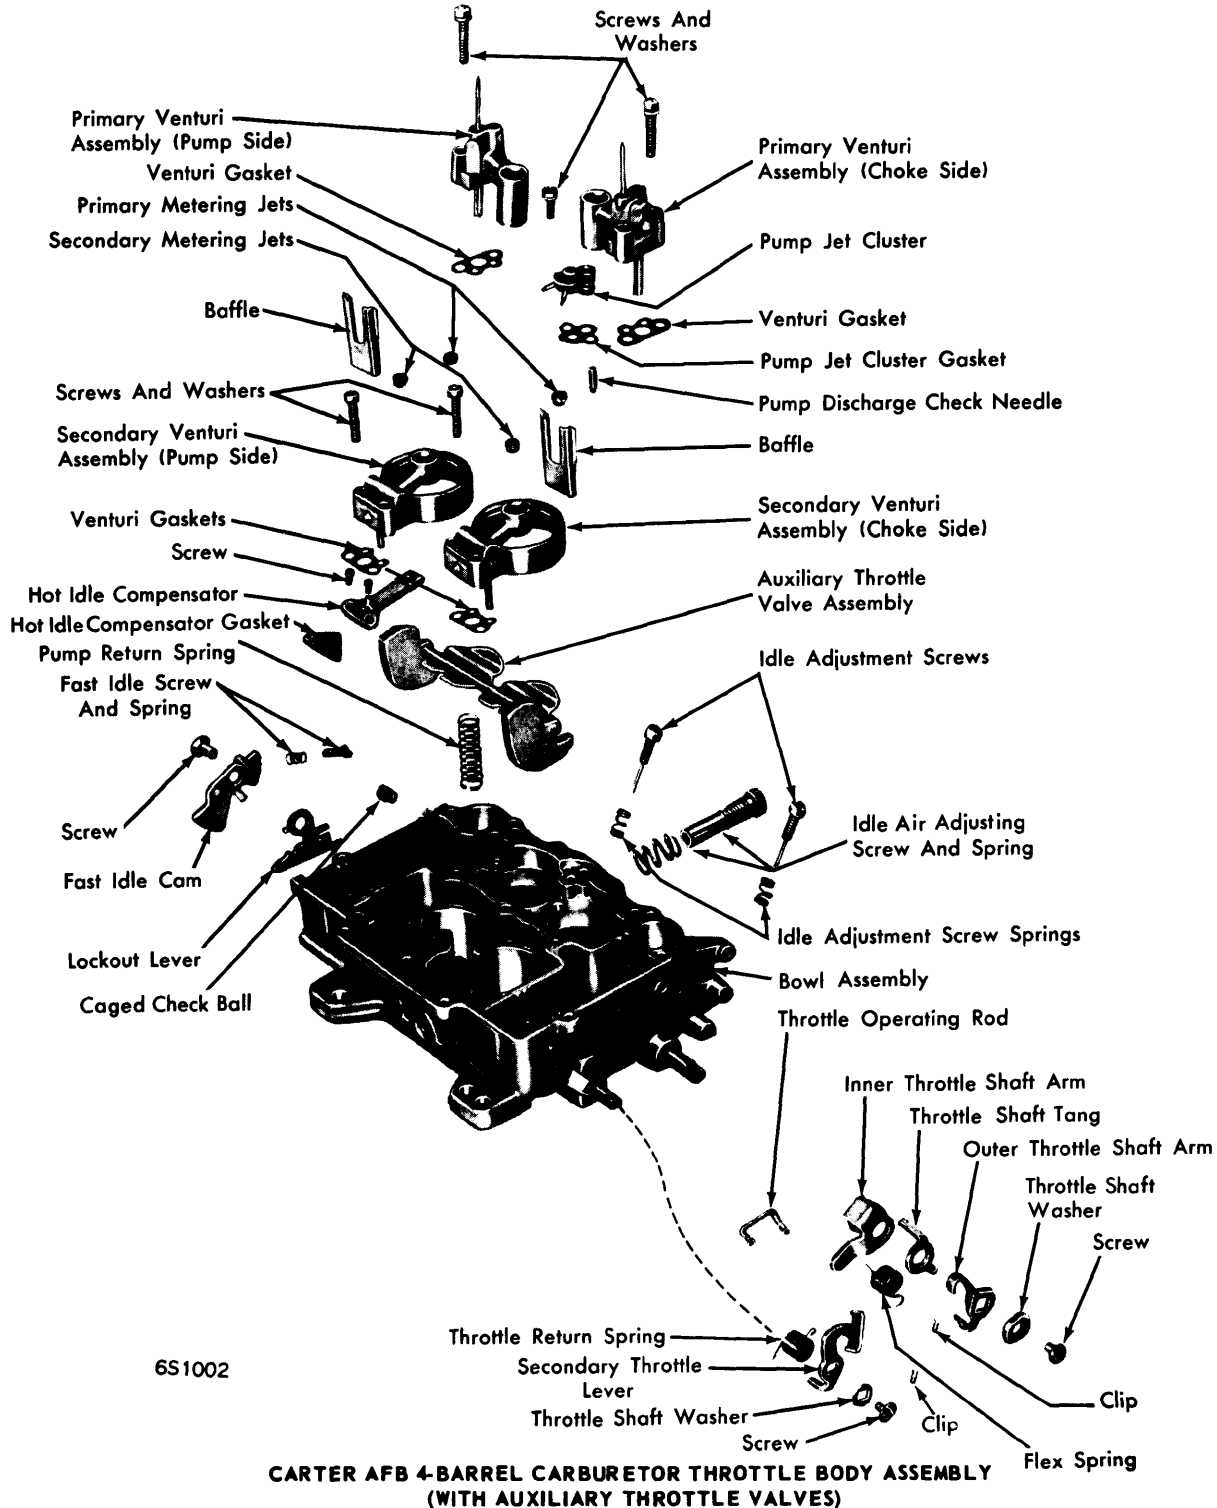 Screws And
Washers
Primary Venturi
Assembly (Pump Side)
Venturi Gasket
Primary Metering Jets
Secondary Metering Jets
Baffle
Screws And Washers
Secondary Venturi
Assembly (Pump Side)
Venturi Gaskets
Screw
Hot Idle Compensator
Hot Idle Compensator Gasket
Pump Return Spring
Fast Idle Screw
And Spring
Screw
Fast Idle Cam
Lockout Lever
Caged Check Ball
Primary Venturi
Assembly (Choke Side)
Pump Jet Cluster
Venturi Gasket
Pump Jet Cluster Gasket
Pump Discharge Check Needle
Baffle
Secondary Venturi
Assembly (Choke Side)
Auxiliary Throttle
Valve Assembly
Idle Adjustment Screws
Idle Air Adjusting
Screw And Spring
Idle Adjustment Screw Springs
Bowl Assembly
Throttle Operating Rod
Inner Throttle Shaft Arm
Throttle Shaft Tang
Outer Throttle Shaft Arm
Throttle Shaft
Washer
Screw
Throttle Return Spring
Secondary Throttle
Lever
Throttle Shaft Washer
Screw
Clip
Clip
Flex Spring
6S1002
CARTER AFB 4-BARREL CARBURETOR THROTTLE BODY ASSEMBLY
(WITH AUXILIARY THROTTLE VALVES)